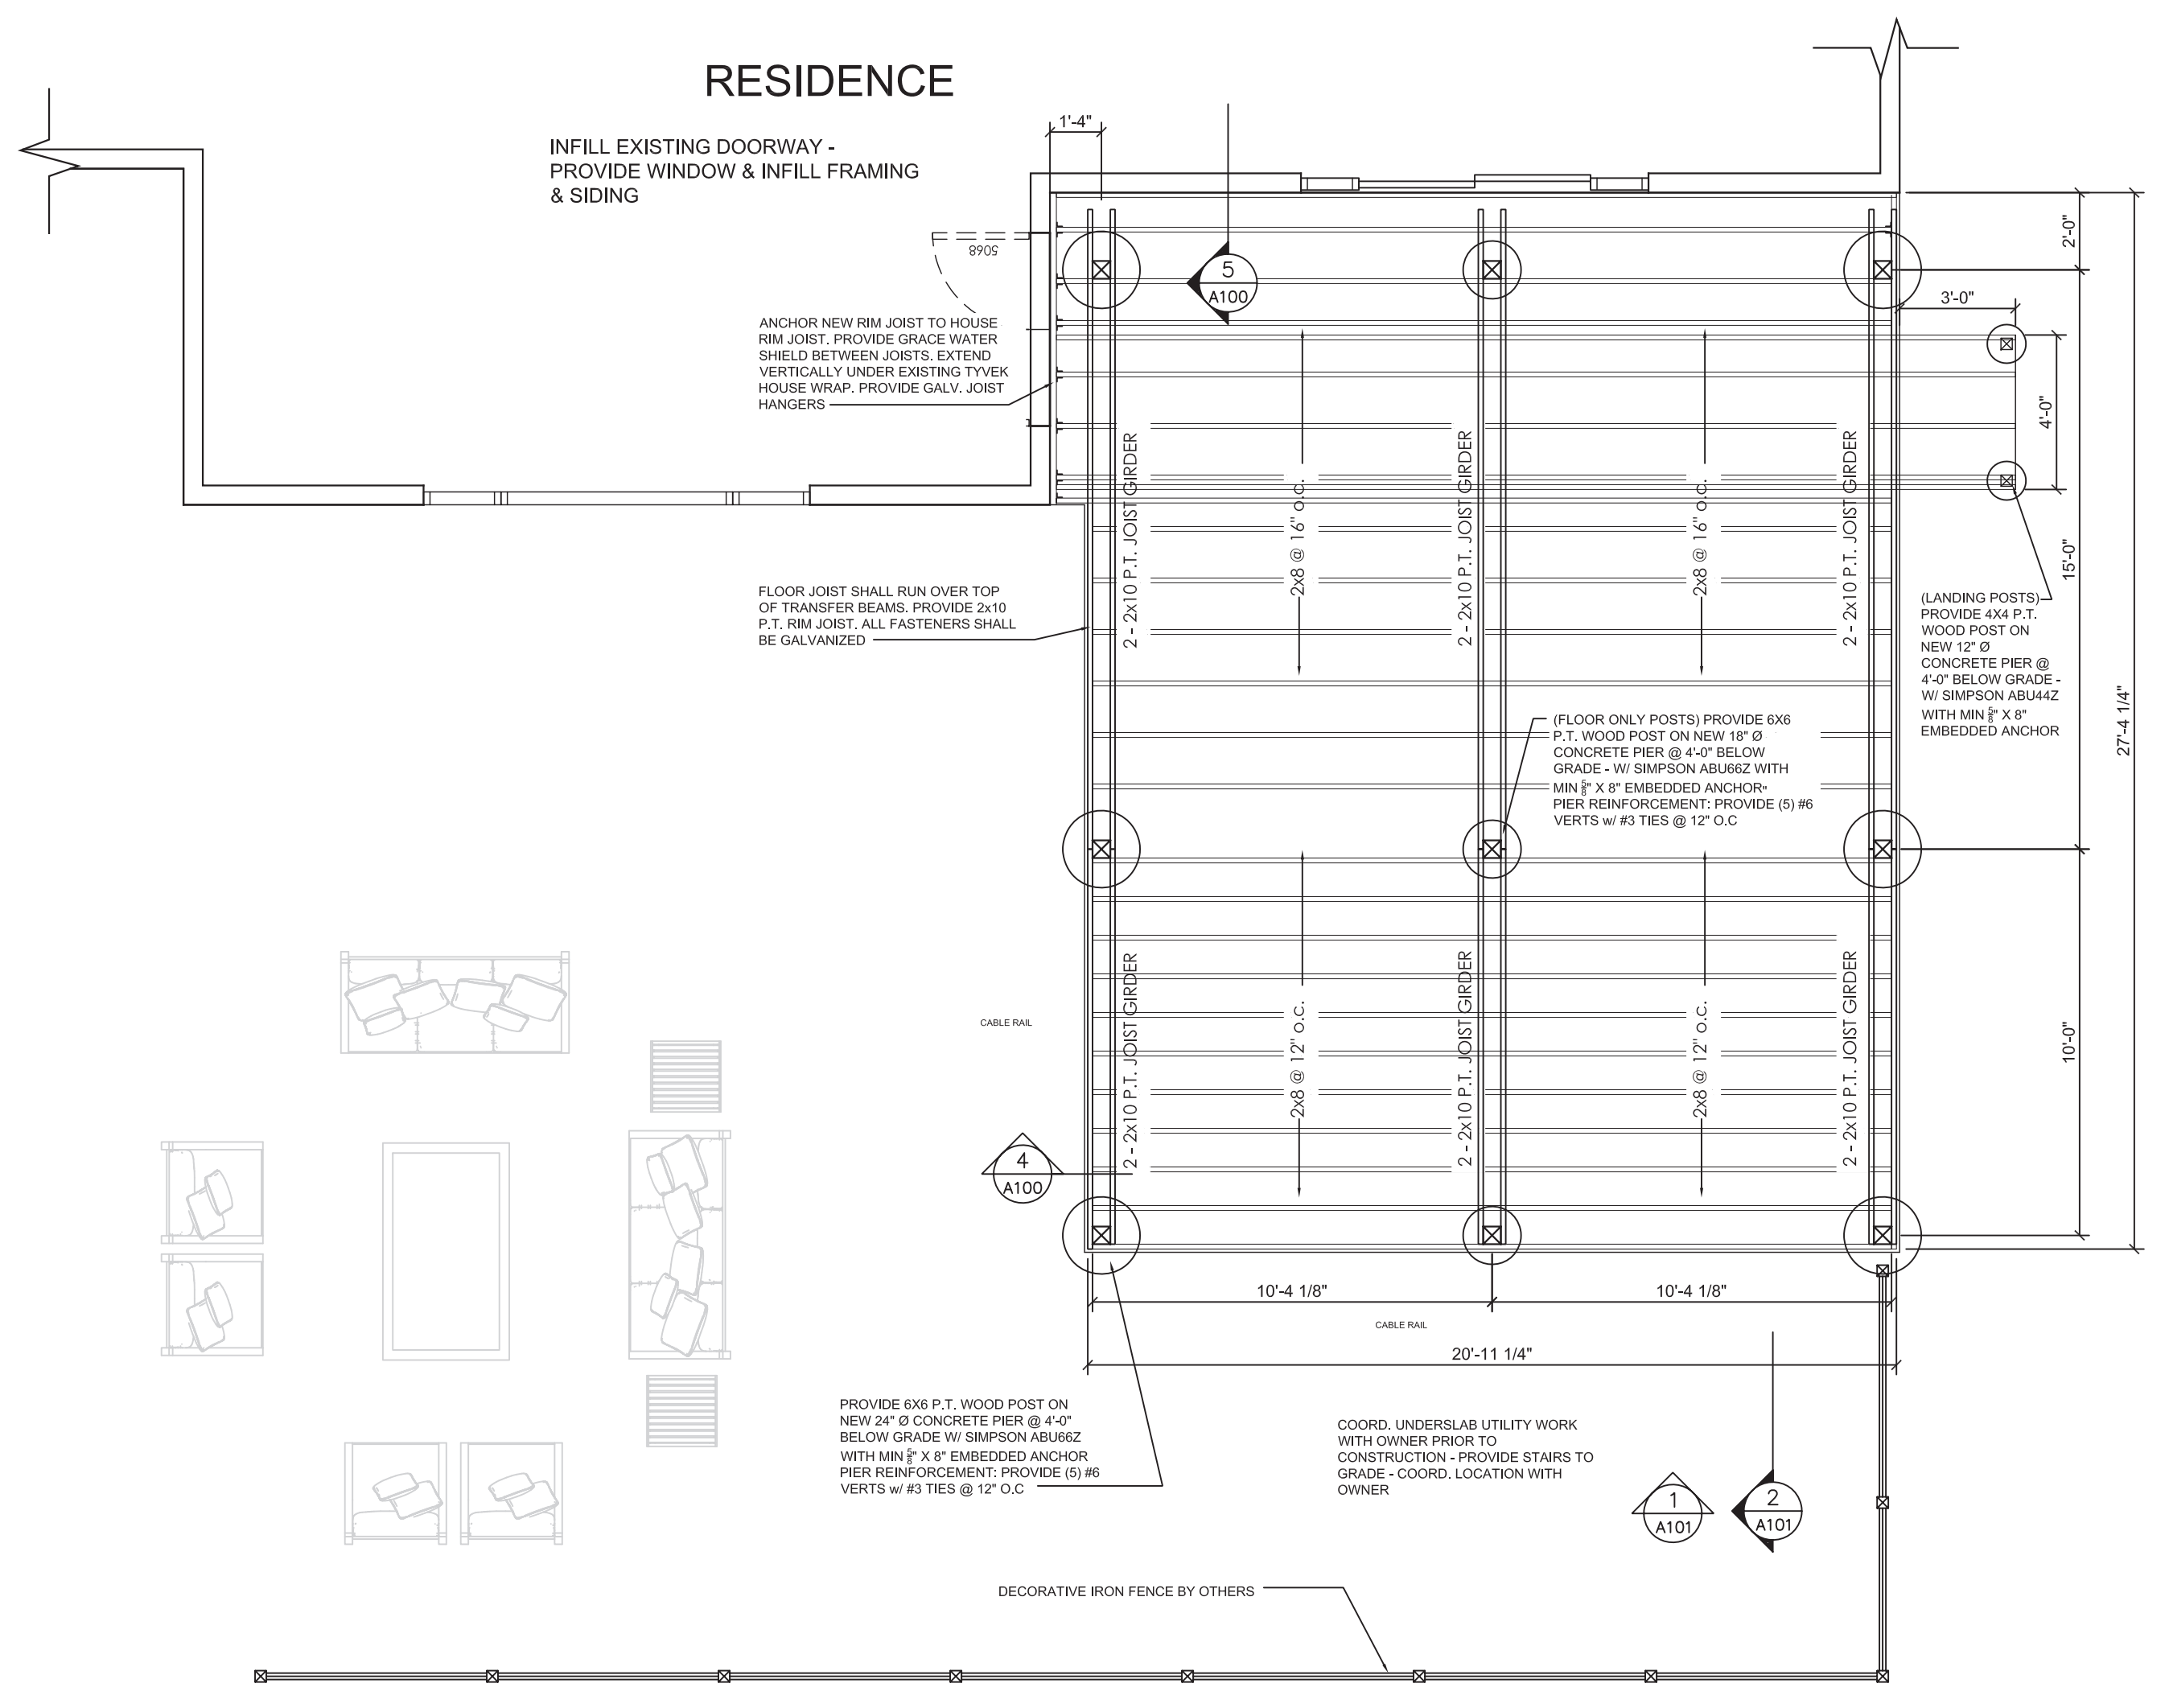 RESIDENCE
INFILL EXISTING DOORWAY -
PROVIDE WINDOW & INFILL FRAMING
& SIDING
1'-4"
5068
5
A100
2'-0"
3'-0"
4'-0"
15'-0"
27'-4 1/4"
10'-0"
ANCHOR NEW RIM JOIST TO HOUSE
RIM JOIST. PROVIDE GRACE WATER
SHIELD BETWEEN JOISTS. EXTEND
VERTICALLY UNDER EXISTING TYVEK
HOUSE WRAP. PROVIDE GALV. JOIST
HANGERS
2 - 2x10 P.T. JOIST GIRDER
2x8 @ 16" o.c.
2 - 2x10 P.T. JOIST GIRDER
2x8 @ 16" o.c.
2 - 2x10 P.T. JOIST GIRDER
FLOOR JOIST SHALL RUN OVER TOP
OF TRANSFER BEAMS. PROVIDE 2x10
P.T. RIM JOIST. ALL FASTENERS SHALL
BE GALVANIZED
(LANDING POSTS)
PROVIDE 4X4 P.T.
WOOD POST ON
NEW 12" Ø
CONCRETE PIER @
4'-0" BELOW GRADE -
W/ SIMPSON ABU44Z
WITH MIN 5/8" X 8"
EMBEDDED ANCHOR
(FLOOR ONLY POSTS) PROVIDE 6X6
P.T. WOOD POST ON NEW 18" Ø
CONCRETE PIER @ 4'-0" BELOW
GRADE - W/ SIMPSON ABU66Z WITH
MIN 5/8" X 8" EMBEDDED ANCHOR-
PIER REINFORCEMENT: PROVIDE (5) #6
VERTS w/ #3 TIES @ 12" O.C
CABLE RAIL
2 - 2x10 P.T. JOIST GIRDER
2x8 @ 12" o.c.
2 - 2x10 P.T. JOIST GIRDER
2x8 @ 12" o.c.
2 - 2x10 P.T. JOIST GIRDER
4
A100
10'-4 1/8"
10'-4 1/8"
CABLE RAIL
20'-11 1/4"
PROVIDE 6X6 P.T. WOOD POST ON
NEW 24" Ø CONCRETE PIER @ 4'-0"
BELOW GRADE W/ SIMPSON ABU66Z
WITH MIN 5/8" X 8" EMBEDDED ANCHOR
PIER REINFORCEMENT: PROVIDE (5) #6
VERTS w/ #3 TIES @ 12" O.C
COORD. UNDERSLAB UTILITY WORK
WITH OWNER PRIOR TO
CONSTRUCTION - PROVIDE STAIRS TO
GRADE - COORD. LOCATION WITH
OWNER
1
A101
2
A101
DECORATIVE IRON FENCE BY OTHERS